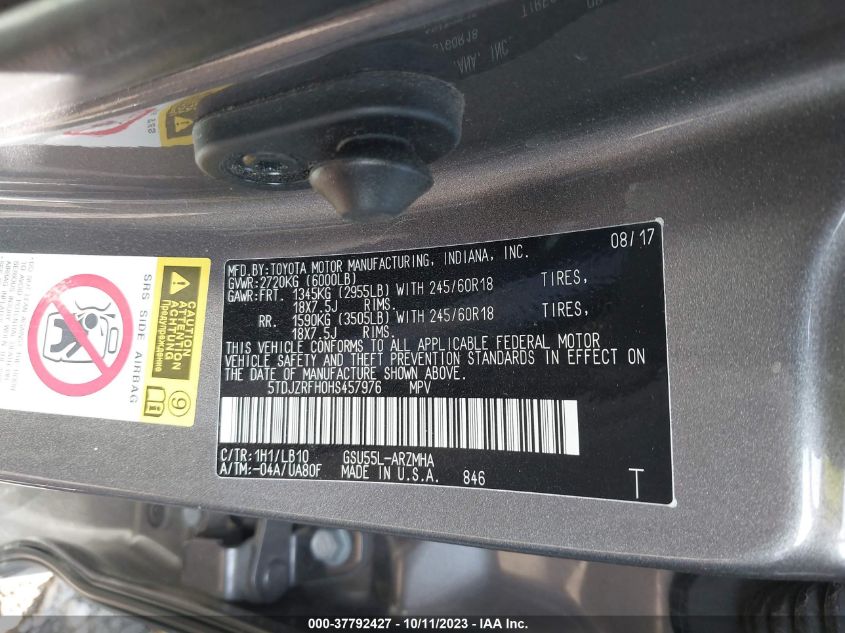 MFD.BY:TOYOTA MOTOR MANUFACTURING, INDIANA, INC. 08/17
GVWR:2720KG (6000LB)
GAWR:FRT. 1345KG (2955LB) WITH 245/60R18 TIRES,
18X7.5J RIMS.
RR. 1590KG (3505LB) WITH 245/60R18 TIRES,
18X7.5J RIMS.
THIS VEHICLE CONFORMS TO ALL APPLICABLE FEDERAL MOTOR
VEHICLE SAFETY AND THEFT PREVENTION STANDARDS IN EFFECT ON
THE DATE OF MANUFACTURE SHOWN ABOVE.
5TDJZRFH0HS457976 MPV
C/TR:1H1/LB10 GSU55L-ARZMHA
A/TM:-04A/UA80F MADE IN U.S.A. 846
T
SRS SIDE AIRBAG
CAUTION
ATTENTION
ACHTUNG
Предупреждение
9
000-37792427 - 10/11/2023 - IAA Inc.